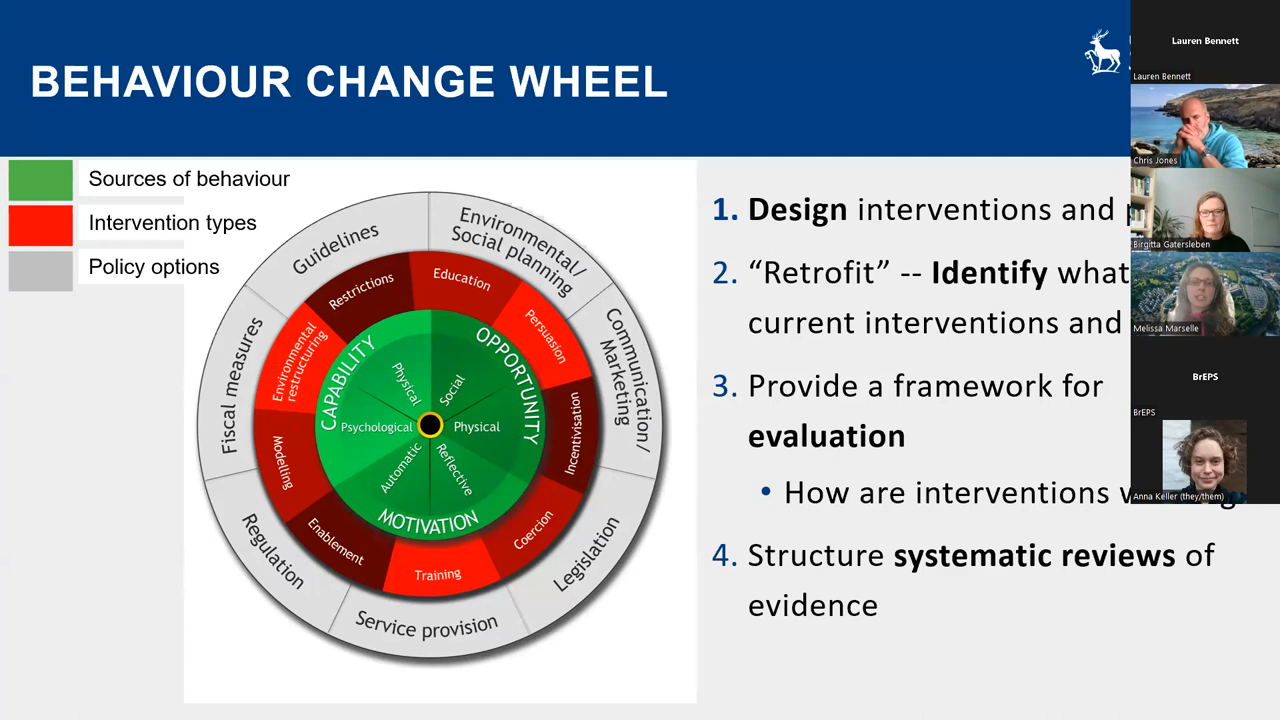 BEHAVIOUR CHANGE WHEEL
Sources of behaviour
Intervention types
Policy options
Guidelines
Environmental/
Social planning
Communication/
Marketing
Legislation
Service provision
Regulation
Fiscal measures
Restrictions
Education
Persuasion
Incentivisation
Coercion
Training
Enablement
Modelling
Environmental
restructuring
CAPABILITY
OPPORTUNITY
MOTIVATION
Physical
Social
Psychological
Physical
Automatic
Reflective
1. Design interventions and
2. “Retrofit” -- Identify what
current interventions and
3. Provide a framework for
evaluation
• How are interventions
4. Structure systematic reviews of
evidence
Lauren Bennett
Lauren Bennett
Chris Jones
Birgitta Gatersleben
Melissa Marselle
BrEPS
BrEPS
Anna Keller (they/them)